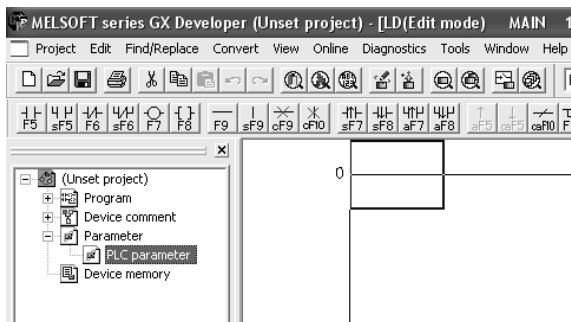 MELSOFT series GX Developer (Unset project) - [LD(Edit mode) MAIN 1
Project Edit Find/Replace Convert View Online Diagnostics Tools Window Help
F5 sF5 F6 sF6 F7 F8 F9 sF9 cF9 cF10 sF7 sF8 aF7 aF8 aF5 caF5 caF10 F
(Unset project)
Program
Device comment
Parameter
PLC parameter
Device memory
0